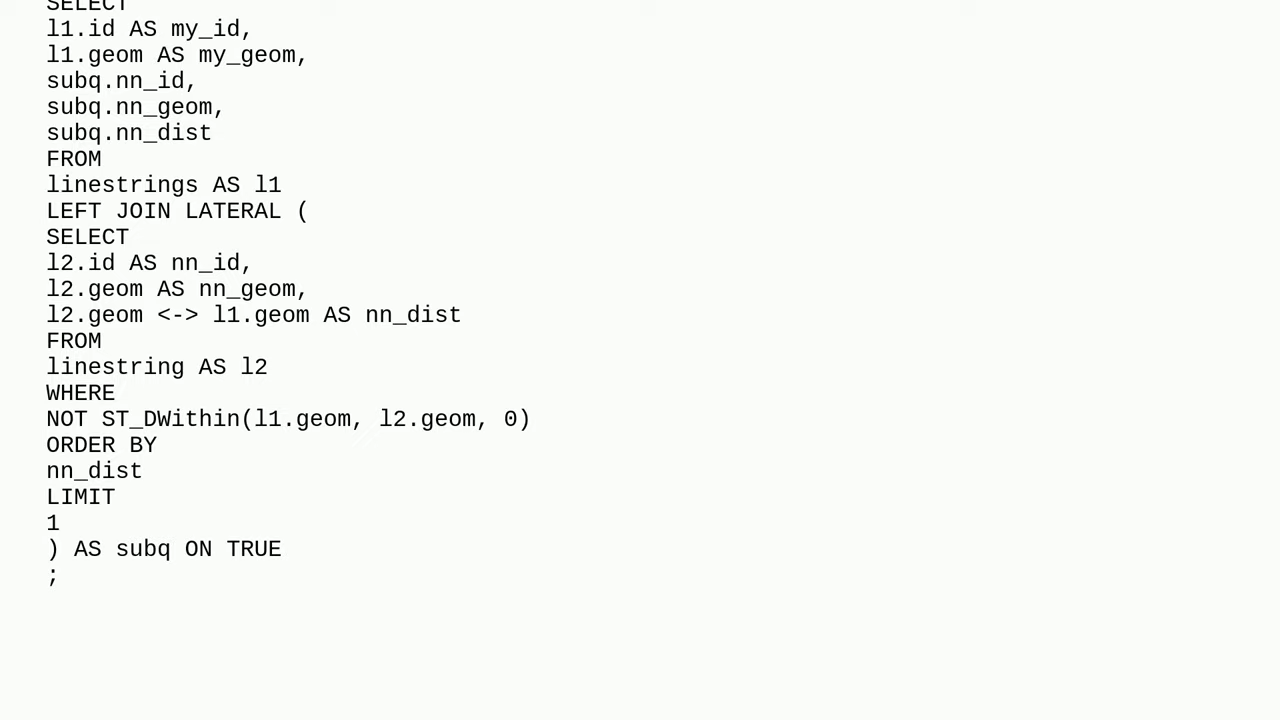 SELECT
l1.id AS my_id,
l1.geom AS my_geom,
subq.nn_id,
subq.nn_geom,
subq.nn_dist
FROM
linestrings AS l1
LEFT JOIN LATERAL (
SELECT
l2.id AS nn_id,
l2.geom AS nn_geom,
l2.geom <-> l1.geom AS nn_dist
FROM
linestring AS l2
WHERE
NOT ST_DWithin(l1.geom, l2.geom, 0)
ORDER BY
nn_dist
LIMIT
1
) AS subq ON TRUE
;